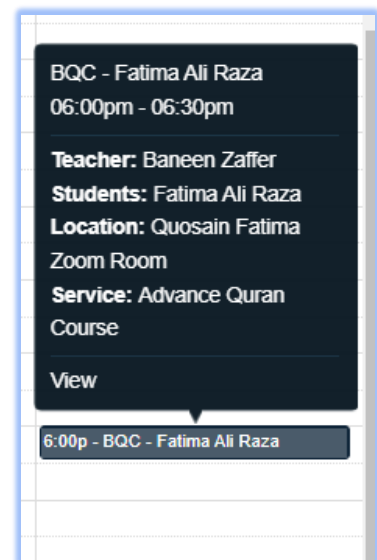 BQC - Fatima Ali Raza
06:00pm - 06:30pm
Teacher: Baneen Zaffer
Students: Fatima Ali Raza
Location: Quosain Fatima
Zoom Room
Service: Advance Quran
Course
View
6:00p - BQC - Fatima Ali Raza